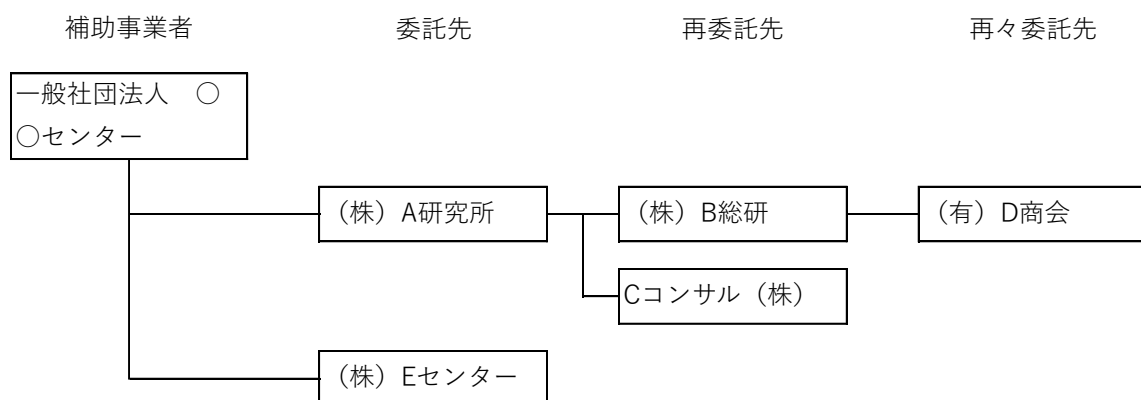 補助事業者 委託先 再委託先 再々委託先
一般社団法人　○
○センター
（株）A研究所 （株）B総研 （有）D商会
Cコンサル（株）
（株）Eセンター